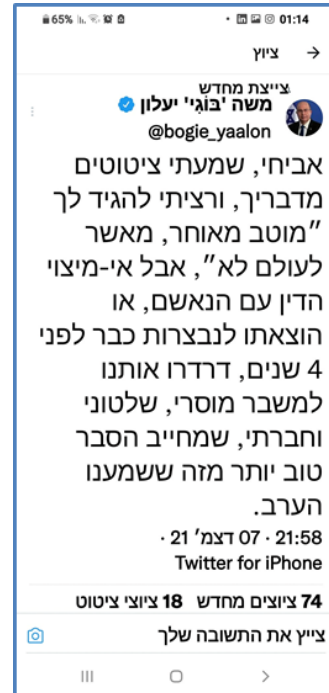 65% 01:14
ציוץ
צייצת מחדש
משה 'בּוֹגִי' יעלון
@bogie_yaalon
אביחי, שמעתי ציטוטים
מדבריך, ורציתי להגיד לך
״מוטב מאוחר, מאשר
לעולם לא״, אבל אי-מיצוי
הדין עם הנאשם, או
הוצאתו לנבצרות כבר לפני
4 שנים, דרדרו אותנו
למשבר מוסרי, שלטוני
וחברתי, שמחייב הסבר
טוב יותר מזה ששמענו
הערב.
21:58 · 07 דצמ׳ 21 ·
Twitter for iPhone
74 ציוצים מחדש 18 ציוצי ציטוט
צייץ את התשובה שלך